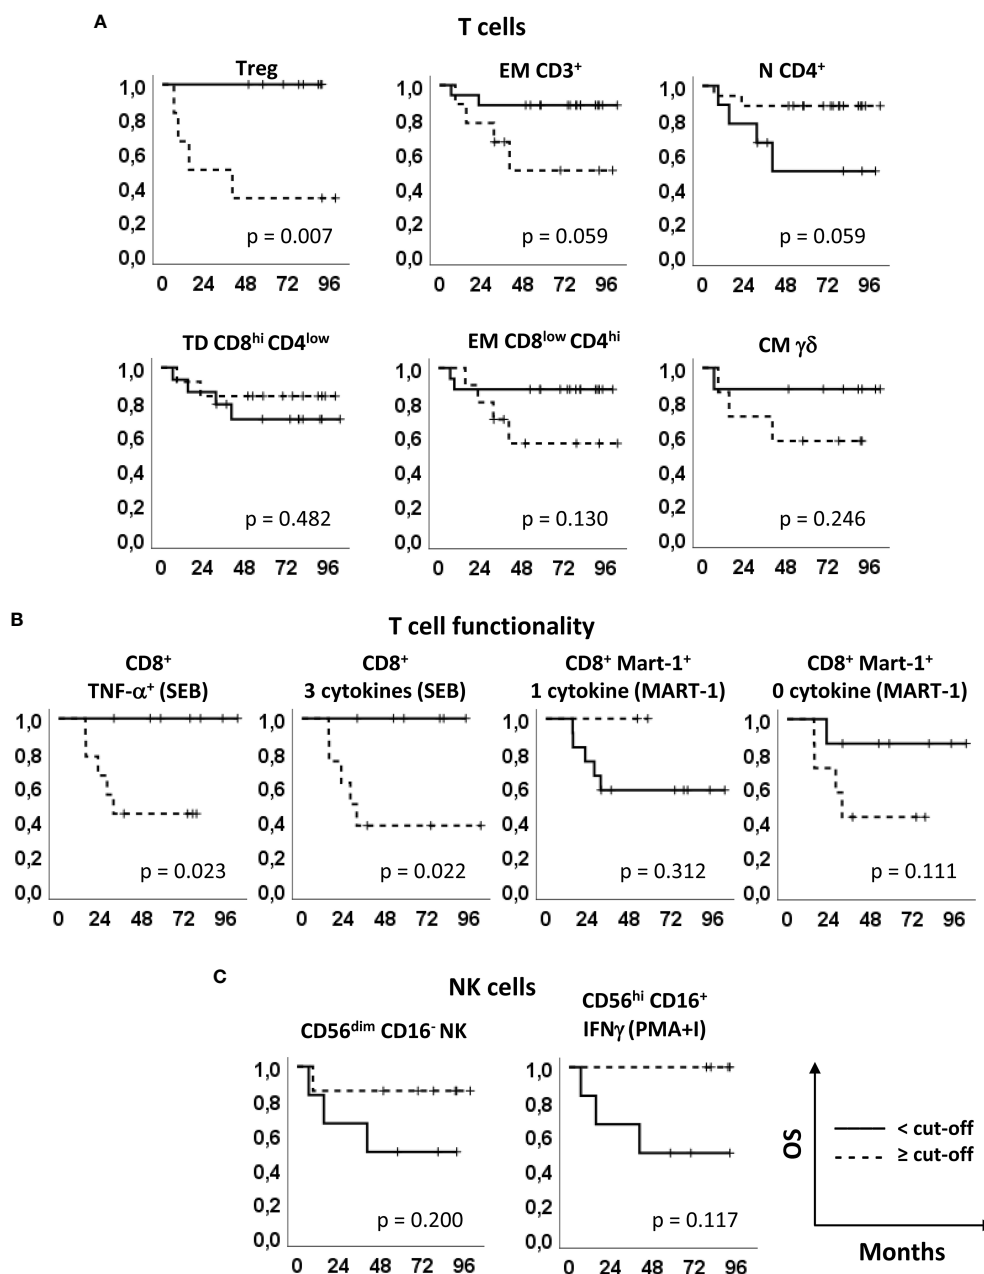 A
T cells
Treg
EM CD3+
N CD4+
1,0
0,8
0,6
0,4
0,2
0,0
p = 0.007
0 24 48 72 96
1,0
0,8
0,6
0,4
0,2
0,0
p = 0.059
0 24 48 72 96
1,0
0,8
0,6
0,4
0,2
0,0
p = 0.059
0 24 48 72 96
TD CD8hi CD4low
EM CD8low CD4hi
CM γδ
1,0
0,8
0,6
0,4
0,2
0,0
p = 0.482
0 24 48 72 96
1,0
0,8
0,6
0,4
0,2
0,0
p = 0.130
0 24 48 72 96
1,0
0,8
0,6
0,4
0,2
0,0
p = 0.246
0 24 48 72 96
B
T cell functionality
CD8+
TNF-α+ (SEB)
CD8+
3 cytokines (SEB)
CD8+ Mart-1+
1 cytokine (MART-1)
CD8+ Mart-1+
0 cytokine (MART-1)
1,0
0,8
0,6
0,4
0,2
0,0
p = 0.023
0 24 48 72 96
1,0
0,8
0,6
0,4
0,2
0,0
p = 0.022
0 24 48 72 96
1,0
0,8
0,6
0,4
0,2
0,0
p = 0.312
0 24 48 72 96
1,0
0,8
0,6
0,4
0,2
0,0
p = 0.111
0 24 48 72 96
C
NK cells
CD56dim CD16- NK
CD56hi CD16+
IFNγ (PMA+I)
1,0
0,8
0,6
0,4
0,2
0,0
p = 0.200
0 24 48 72 96
1,0
0,8
0,6
0,4
0,2
0,0
p = 0.117
0 24 48 72 96
OS
< cut-off
≥ cut-off
Months